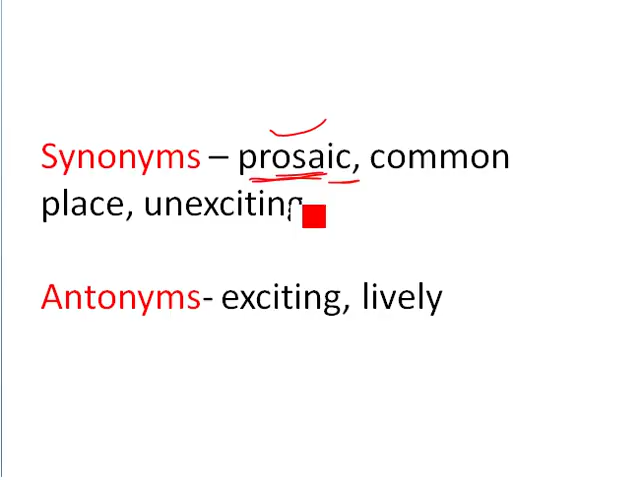 Synonyms – prosaic, common
place, unexciting
Antonyms- exciting, lively